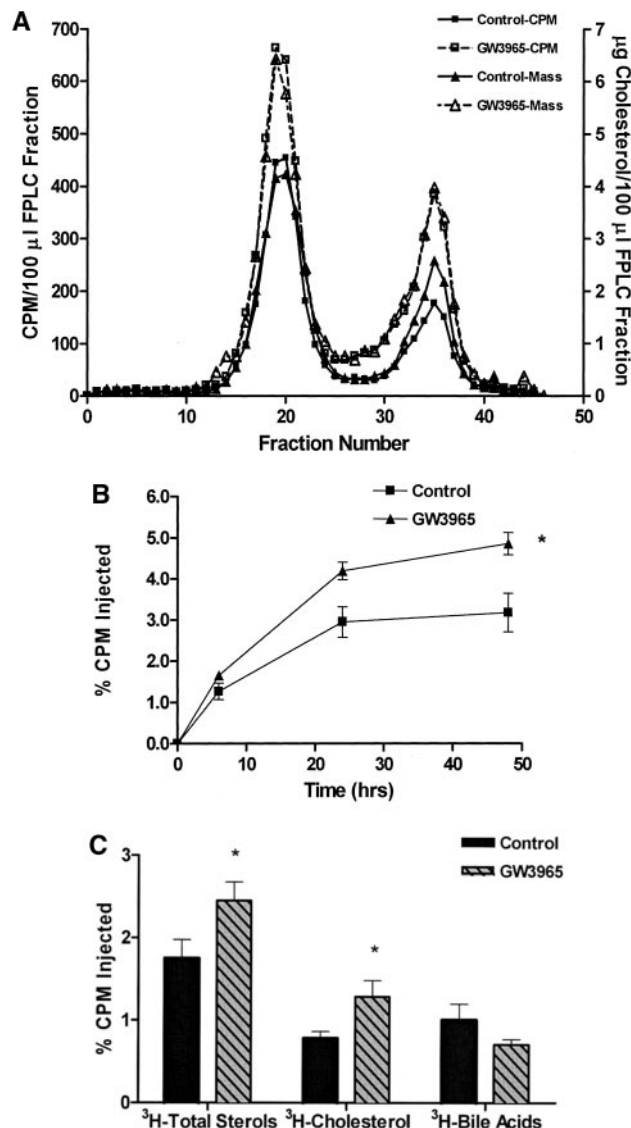 A
Control-CPM
GW3965-CPM
Control-Mass
GW3965-Mass
CPM/100 µl FPLC Fraction
700
600
500
400
300
200
100
0
µg Cholesterol/100 µl FPLC Fraction
7
6
5
4
3
2
1
0
0 10 20 30 40 50
Fraction Number
B
Control
GW3965
*
% CPM Injected
6.0
5.0
4.0
3.0
2.0
1.0
0.0
0 10 20 30 40 50
Time (hrs)
C
Control
GW3965
% CPM Injected
3
2
1
0
* *
³H-Total Sterols ³H-Cholesterol ³H-Bile Acids